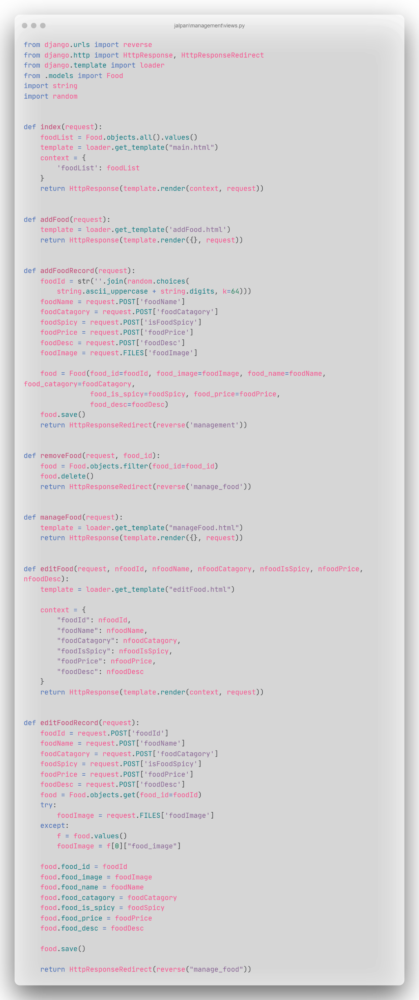 jalpan\management\views.py
from django.urls import reverse
from django.http import HttpResponse, HttpResponseRedirect
from django.template import loader
from .models import Food
import string
import random
def index(request):
    foodList = Food.objects.all().values()
    template = loader.get_template("main.html")
    context = {
        'foodList': foodList
    }
    return HttpResponse(template.render(context, request))
def addFood(request):
    template = loader.get_template('addFood.html')
    return HttpResponse(template.render({}, request))
def addFoodRecord(request):
    foodId = str(''.join(random.choices(
        string.ascii_uppercase + string.digits, k=64)))
    foodName = request.POST['foodName']
    foodCatagory = request.POST['foodCatagory']
    foodSpicy = request.POST['isFoodSpicy']
    foodPrice = request.POST['foodPrice']
    foodDesc = request.POST['foodDesc']
    foodImage = request.FILES['foodImage']
    food = Food(food_id=foodId, food_image=foodImage, food_name=foodName,
food_catagory=foodCatagory,
                food_is_spicy=foodSpicy, food_price=foodPrice,
                food_desc=foodDesc)
    food.save()
    return HttpResponseRedirect(reverse('management'))
def removeFood(request, food_id):
    food = Food.objects.filter(food_id=food_id)
    food.delete()
    return HttpResponseRedirect(reverse('manage_food'))
def manageFood(request):
    template = loader.get_template("manageFood.html")
    return HttpResponse(template.render({}, request))
def editFood(request, nfoodId, nfoodName, nfoodCatagory, nfoodIsSpicy, nfoodPrice,
nfoodDesc):
    template = loader.get_template("editFood.html")
    context = {
        "foodId": nfoodId,
        "foodName": nfoodName,
        "foodCatagory": nfoodCatagory,
        "foodIsSpicy": nfoodIsSpicy,
        "foodPrice": nfoodPrice,
        "foodDesc": nfoodDesc
    }
    return HttpResponse(template.render(context, request))
def editFoodRecord(request):
    foodId = request.POST['foodId']
    foodName = request.POST['foodName']
    foodCatagory = request.POST['foodCatagory']
    foodSpicy = request.POST['isFoodSpicy']
    foodPrice = request.POST['foodPrice']
    foodDesc = request.POST['foodDesc']
    food = Food.objects.get(food_id=foodId)
    try:
        foodImage = request.FILES['foodImage']
    except:
        f = food.values()
        foodImage = f[0]["food_image"]
    food.food_id = foodId
    food.food_image = foodImage
    food.food_name = foodName
    food.food_catagory = foodCatagory
    food.food_is_spicy = foodSpicy
    food.food_price = foodPrice
    food.food_desc = foodDesc
    food.save()
    return HttpResponseRedirect(reverse("manage_food"))